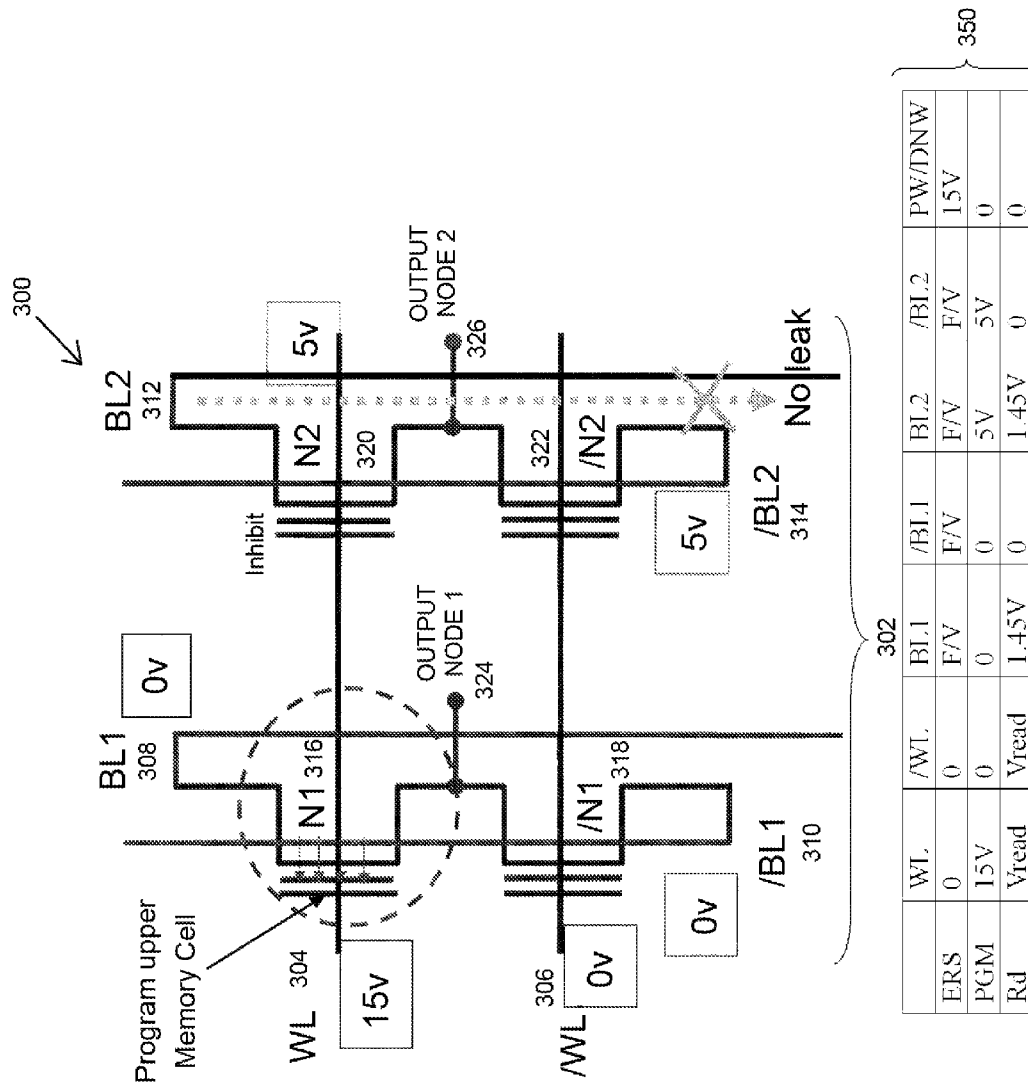 300
BL1
308
0v
BL2
312
Program upper
Memory Cell
Inhibit
N1
316
N2
320
5v
WL
304
15v
OUTPUT
NODE 1
324
OUTPUT
NODE 2
326
/WL
306
0v
/N1
318
322
/N2
0v
/BL1
310
5v
/BL2
314
No leak
302
WL /WL BL1 /BL1 BL2 /BL2 PW/DNW
ERS 0 0 F/V F/V F/V F/V 15V
PGM 15V 0 0 0 5V 5V 0
Rd Vread Vread 1.45V 0 1.45V 0 0
350